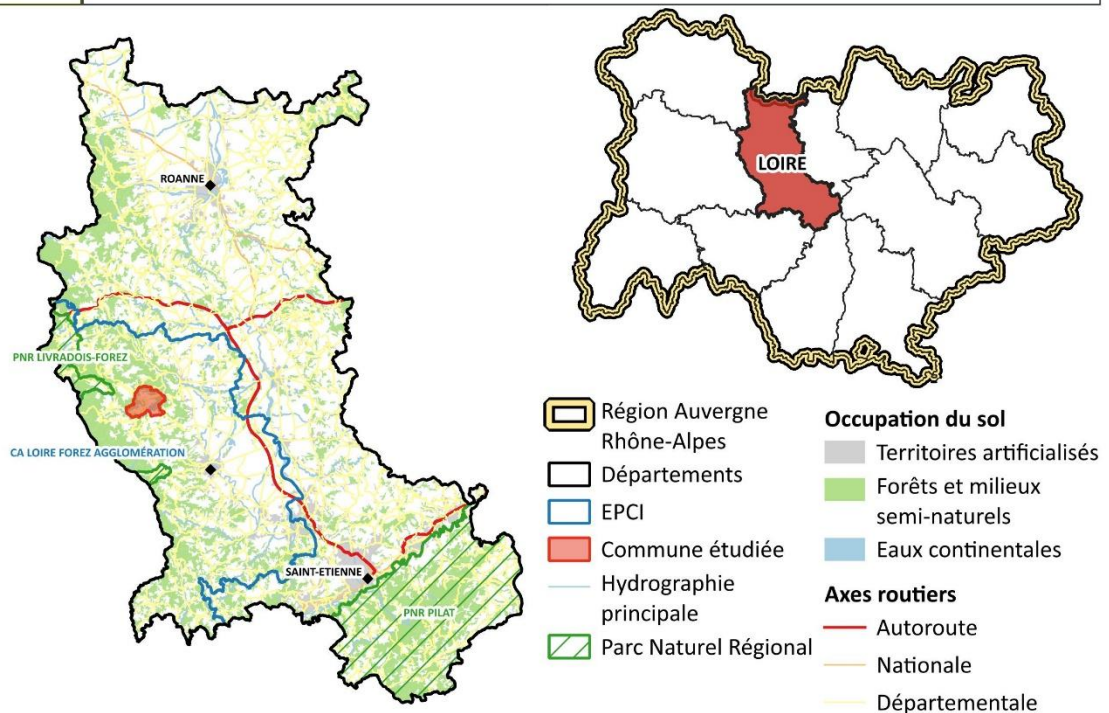 ROANNE
PNR LIVRADOIS-FOREZ
CA LOIRE FOREZ AGGLOMÉRATION
SAINT-ETIENNE
PNR PILAT
LOIRE
Région Auvergne
Rhône-Alpes
Départements
EPCI
Commune étudiée
Hydrographie
principale
Parc Naturel Régional
Occupation du sol
Territoires artificialisés
Forêts et milieux
semi-naturels
Eaux continentales
Axes routiers
Autoroute
Nationale
Départementale